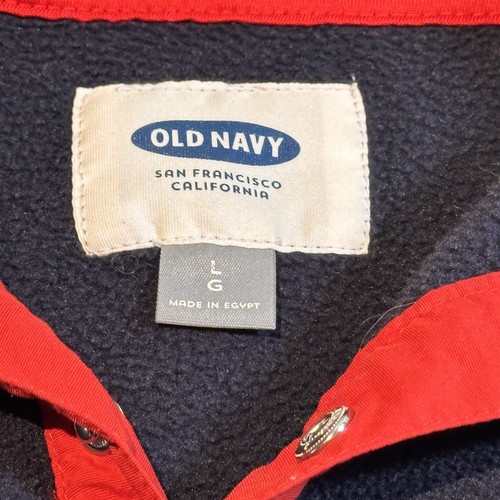 OLD NAVY
SAN FRANCISCO
CALIFORNIA
L
G
MADE IN EGYPT